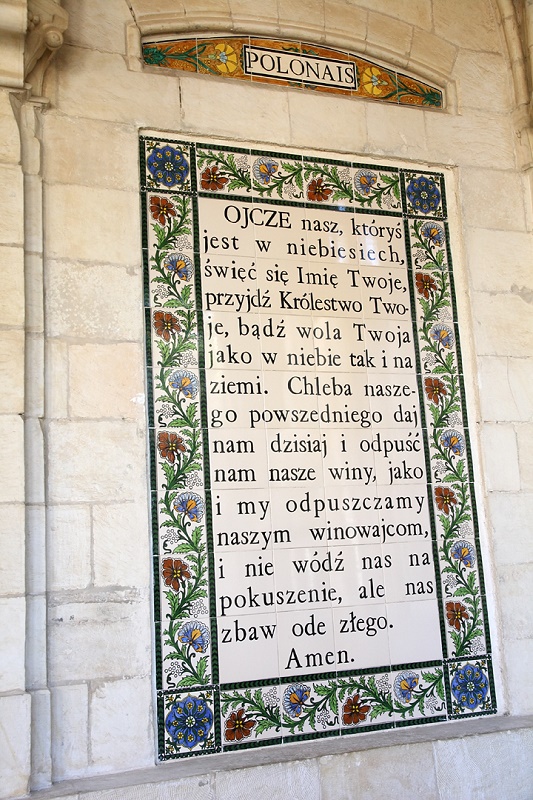 POLONAIS
OJCZE nasz, któryś
jest w niebiesiech,
święć się Imię Twoje,
przyjdź Królestwo Two-
je, bądź wola Twoja
jako w niebie tak i na
ziemi. Chleba nasze-
go powszedniego daj
nam dzisiaj i odpuść
nam nasze winy, jako
i my odpuszczamy
naszym winowajcom,
i nie wódź nas na
pokuszenie, ale nas
zbaw ode złego.
Amen.